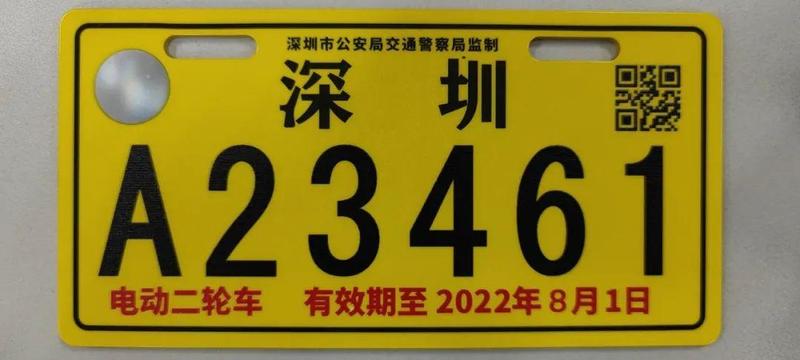 深圳市公安局交通警察局监制
深 圳
A23461
电动二轮车 有效期至 2022年8月1日